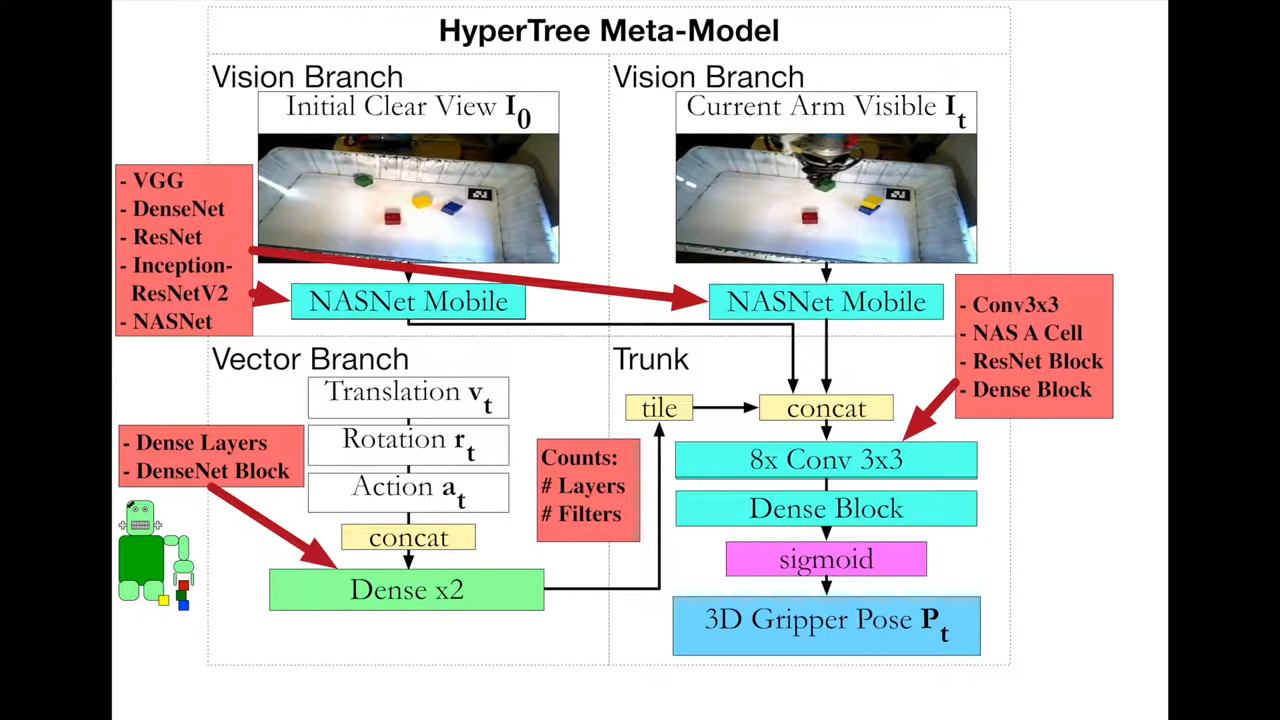 HyperTree Meta-Model
Vision Branch
Initial Clear View I0
- VGG
- DenseNet
- ResNet
- Inception-
ResNetV2
- NASNet
NASNet Mobile
Vision Branch
Current Arm Visible It
NASNet Mobile
Vector Branch
Translation vt
Rotation rt
Action at
concat
Dense x2
- Dense Layers
- DenseNet Block
Counts:
# Layers
# Filters
Trunk
tile
concat
8x Conv 3x3
Dense Block
sigmoid
3D Gripper Pose Pt
- Conv3x3
- NAS A Cell
- ResNet Block
- Dense Block